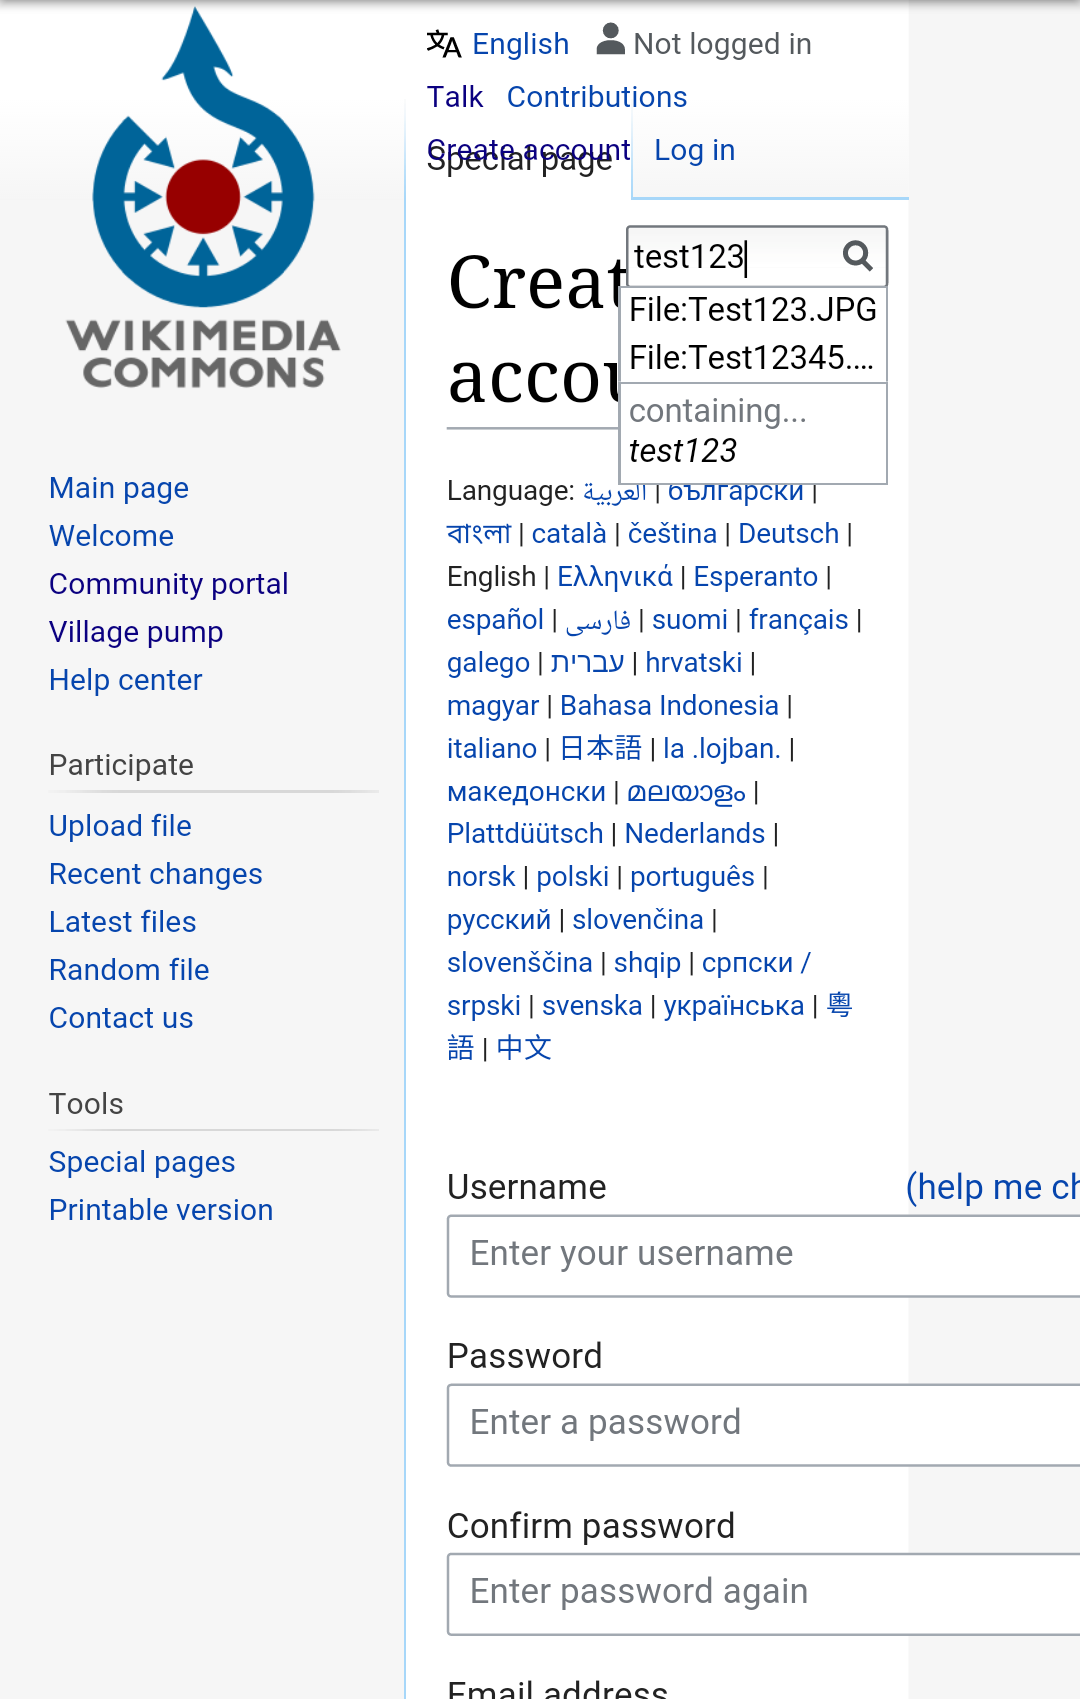 WIKIMEDIA
COMMONS
English Not logged in
Talk Contributions
Create account Log in
Special page
test123
File:Test123.JPG
File:Test12345.…
containing...
test123
Creat
accou
Main page
Welcome
Community portal
Village pump
Help center
Participate
Upload file
Recent changes
Latest files
Random file
Contact us
Tools
Special pages
Printable version
Language: العربية | български |
বাংলা | català | čeština | Deutsch |
English | Ελληνικά | Esperanto |
español | فارسی | suomi | français |
galego | עברית | hrvatski |
magyar | Bahasa Indonesia |
italiano | 日本語 | la .lojban. |
македонски | മലയാളം |
Plattdüütsch | Nederlands |
norsk | polski | português |
русский | slovenčina |
slovenščina | shqip | српски /
srpski | svenska | українська | 粵
語 | 中文
Username (help me ch
Enter your username
Password
Enter a password
Confirm password
Enter password again
Email address